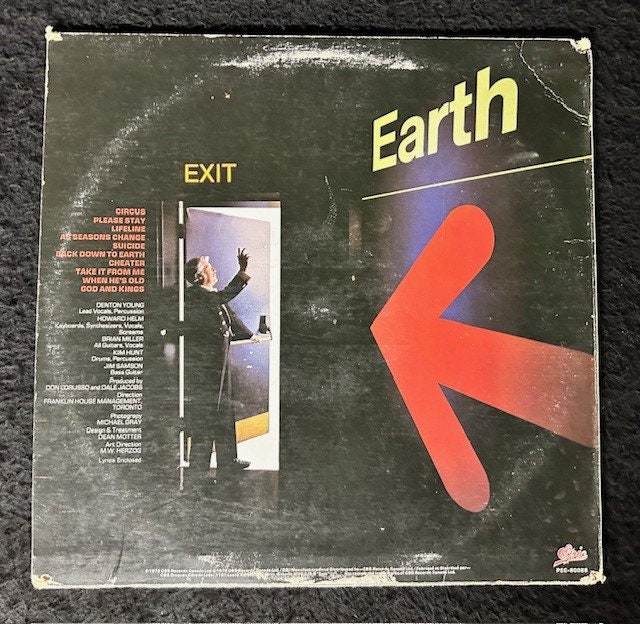 Earth
EXIT
CIRCUS
PLEASE STAY
LIFELINE
AS SEASONS CHANGE
SUICIDE
BACK DOWN TO EARTH
CHEATER
TAKE IT FROM ME
WHEN HE'S OLD
GOD AND KINGS
DENTON YOUNG
Lead Vocals, Percussion
HOWARD HELM
Keyboards, Synthesizers, Vocals,
Screams
BRIAN MILLER
All Guitars, Vocals
KIM HUNT
Drums, Percussion
JIM SAMSON
Bass Guitar
Produced by
DON LORUSSO and DALE JACOBS
Direction
FRANKLIN HOUSE MANAGEMENT,
TORONTO
Photography
MICHAEL GRAY
Design & Treatment
DEAN MOTTER
Art Direction
M.W. HERZOG
Lyrics Enclosed
Epic
PEC-80026